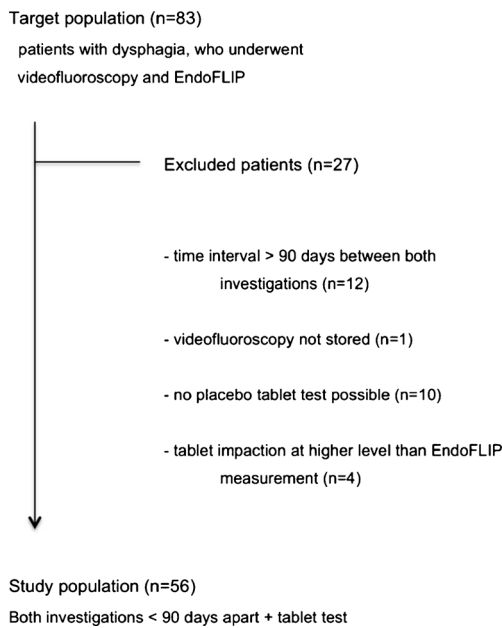 Target population (n=83)
patients with dysphagia, who underwent
videofluoroscopy and EndoFLIP
Excluded patients (n=27)
- time interval > 90 days between both
investigations (n=12)
- videofluoroscopy not stored (n=1)
- no placebo tablet test possible (n=10)
- tablet impaction at higher level than EndoFLIP
measurement (n=4)
Study population (n=56)
Both investigations < 90 days apart + tablet test